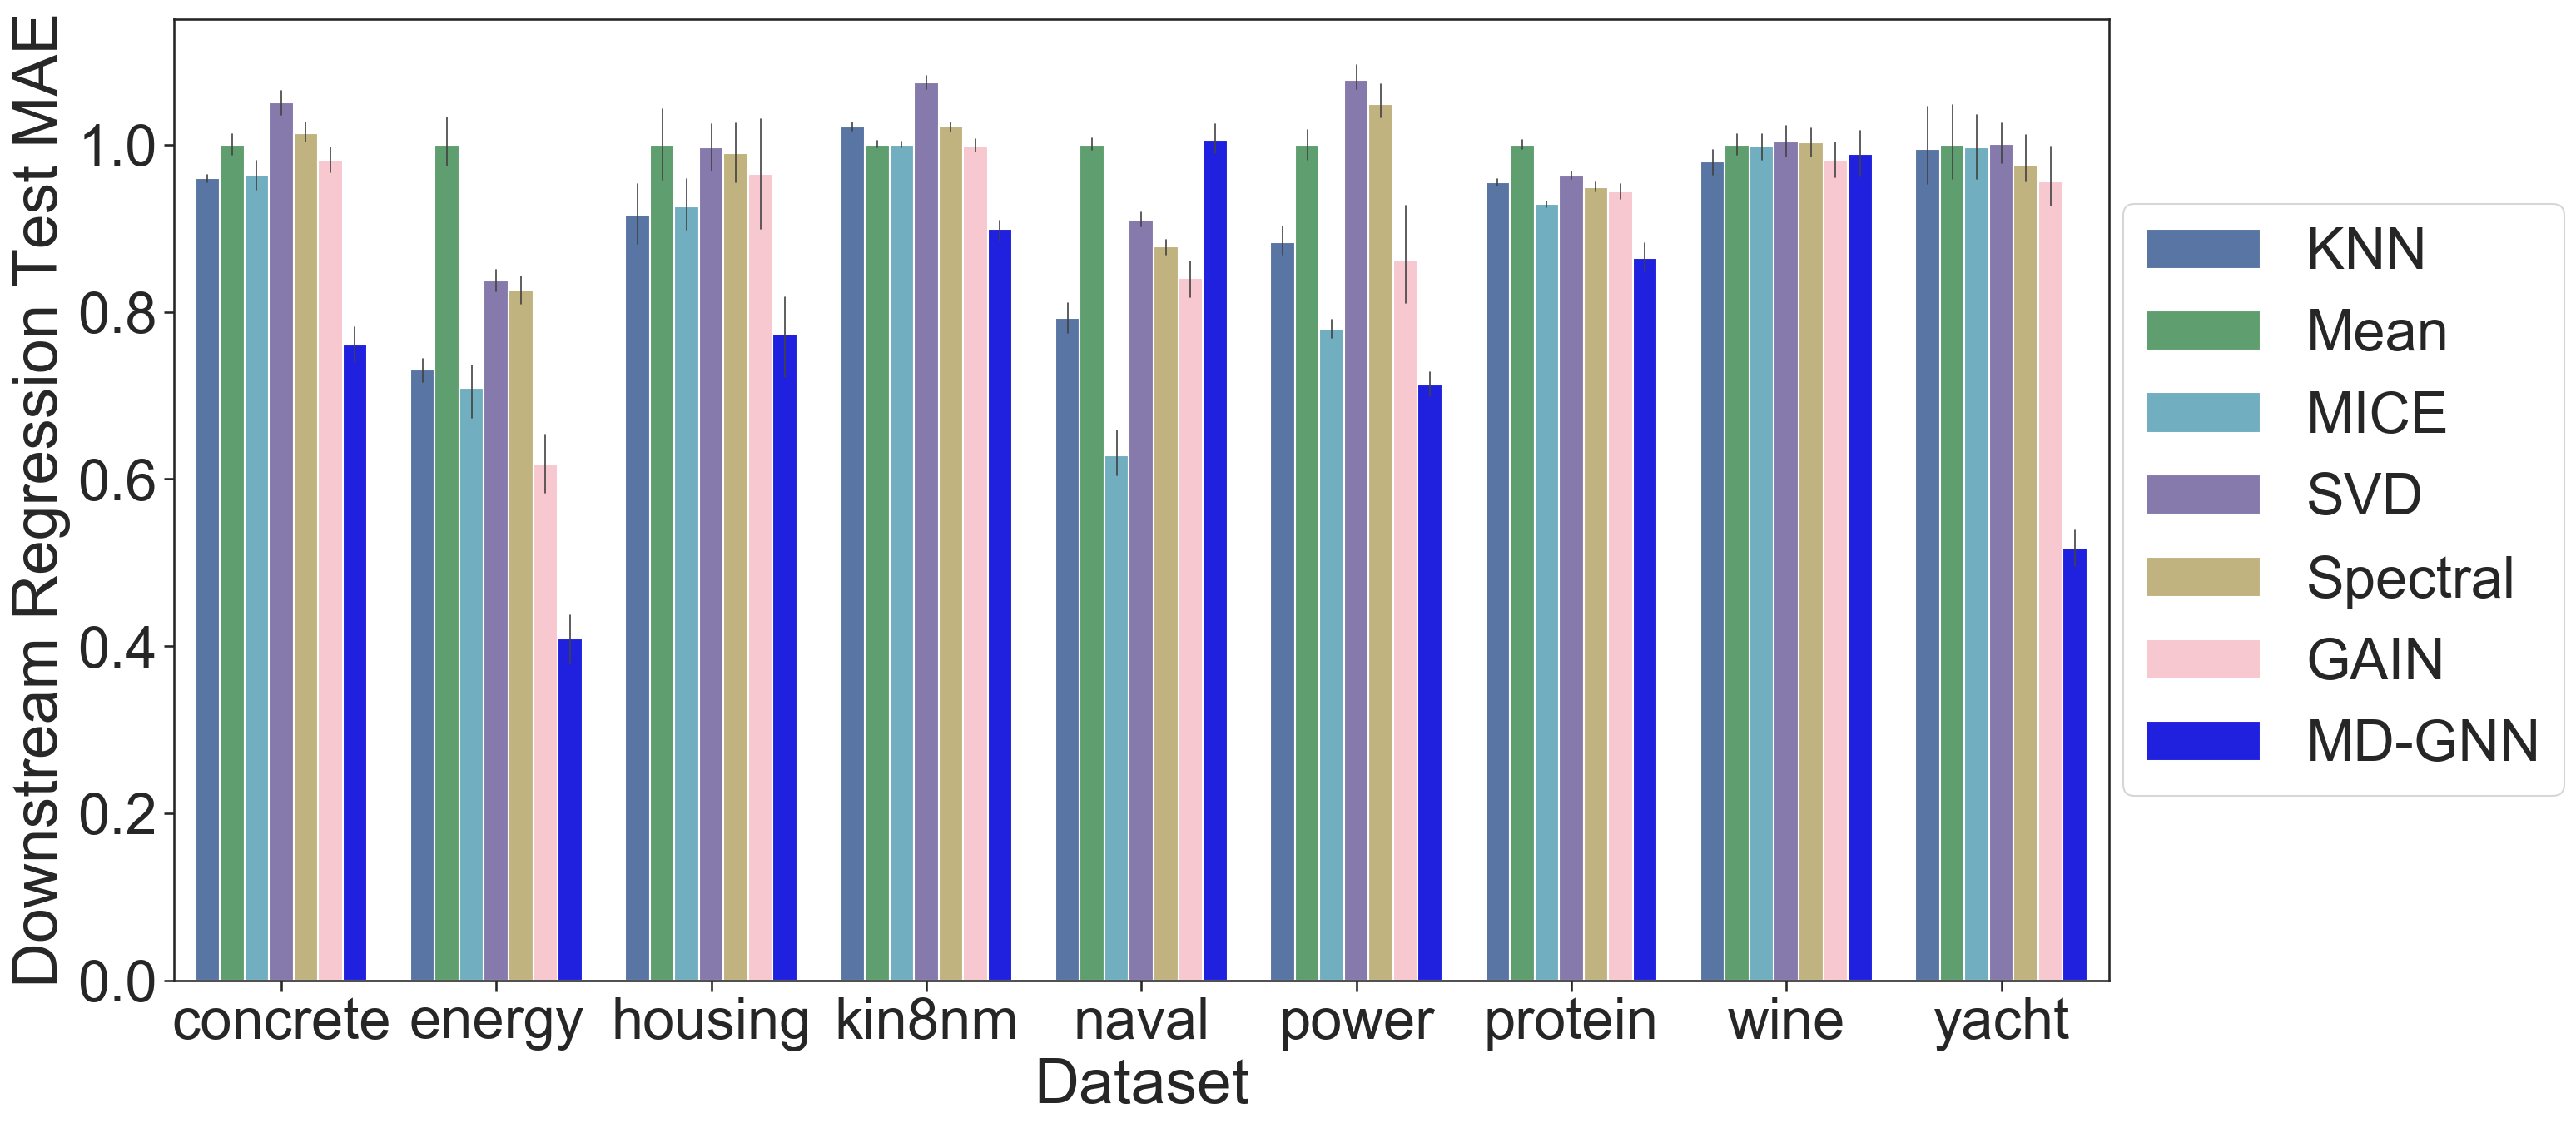 Downstream Regression Test MAE
1.0
0.8
0.6
0.4
0.2
0.0
concrete energy housing kin8nm naval power protein wine yacht
Dataset
KNN
Mean
MICE
SVD
Spectral
GAIN
MD-GNN